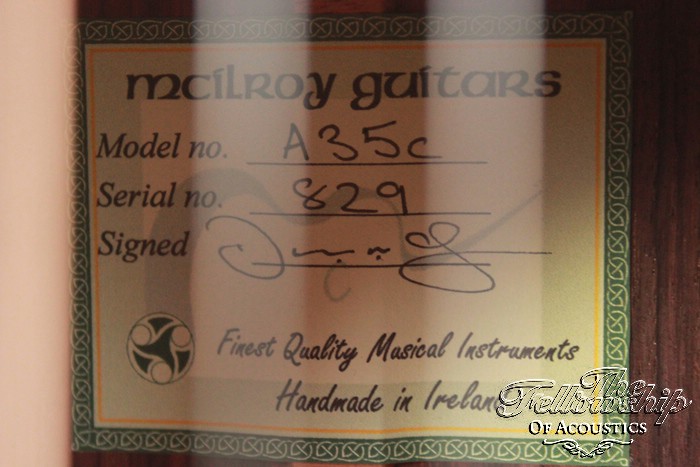 mcilroy guitars
Model no. A35c
Serial no. 829
Signed
Finest Quality Musical Instruments
Handmade in Ireland
The
Fellowship
OF ACOUSTICS